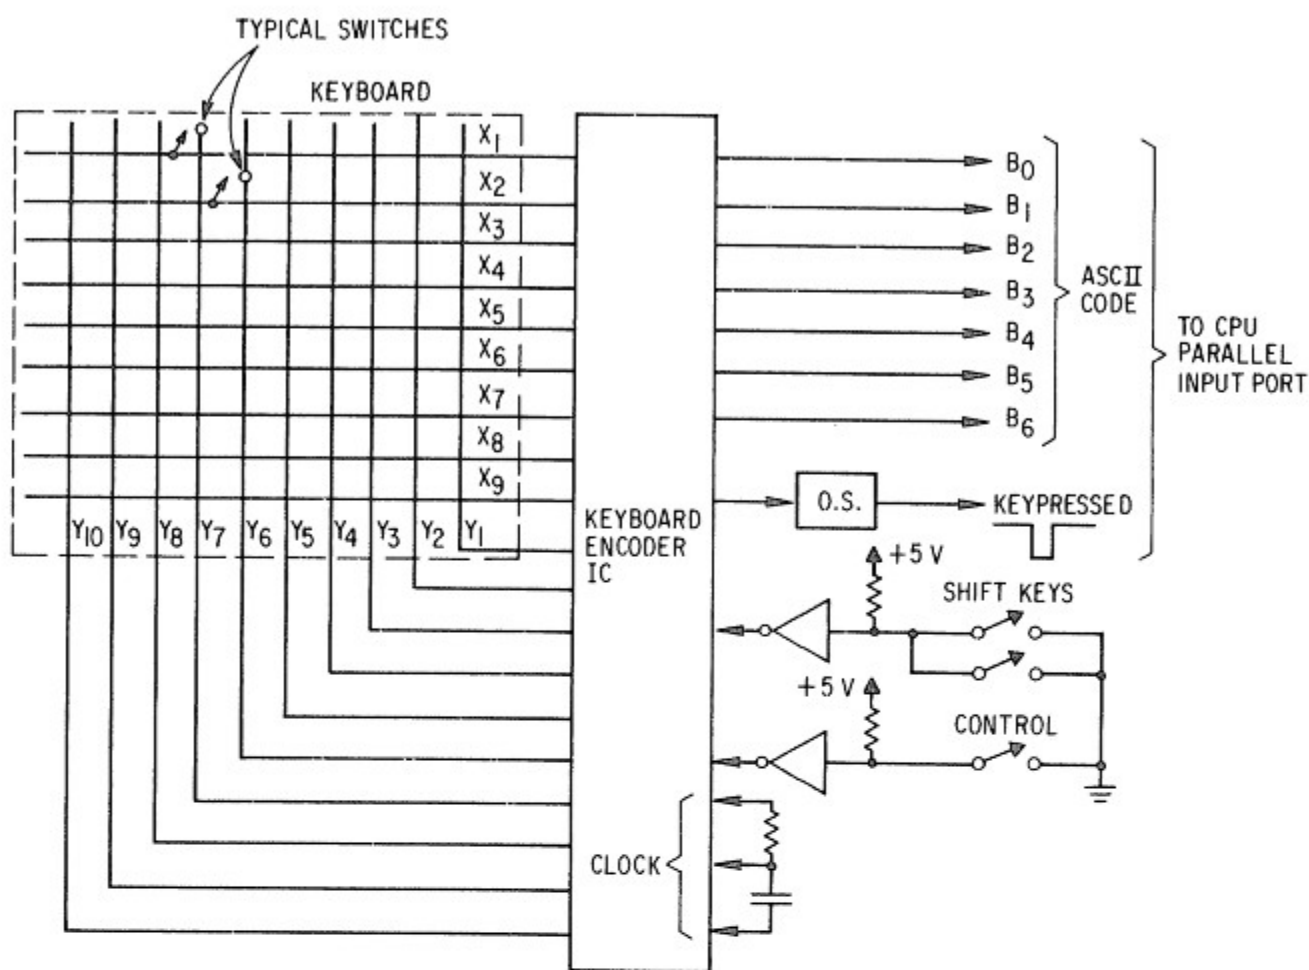 TYPICAL SWITCHES
KEYBOARD
X1
X2
X3
X4
X5
X6
X7
X8
X9
Y10 Y9 Y8 Y7 Y6 Y5 Y4 Y3 Y2 Y1
KEYBOARD
ENCODER
IC
CLOCK
B0
B1
B2
B3
B4
B5
B6
ASCII
CODE
TO CPU
PARALLEL
INPUT PORT
O.S.
KEYPRESSED
+5 V
SHIFT KEYS
+5 V
CONTROL